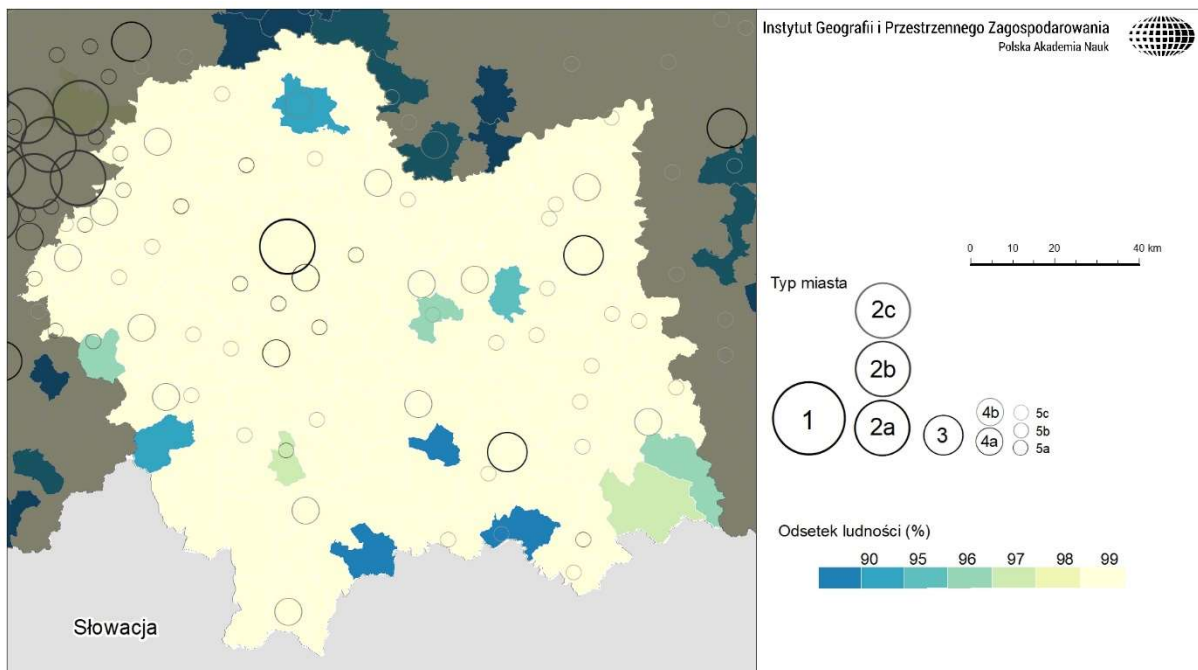 Instytut Geografii i Przestrzennego Zagospodarowania
Polska Akademia Nauk
0 10 20 40 km
Typ miasta
2c
2b
1
2a
3
4b
4a
5c
5b
5a
Odsetek ludności (%)
90 95 96 97 98 99
Słowacja